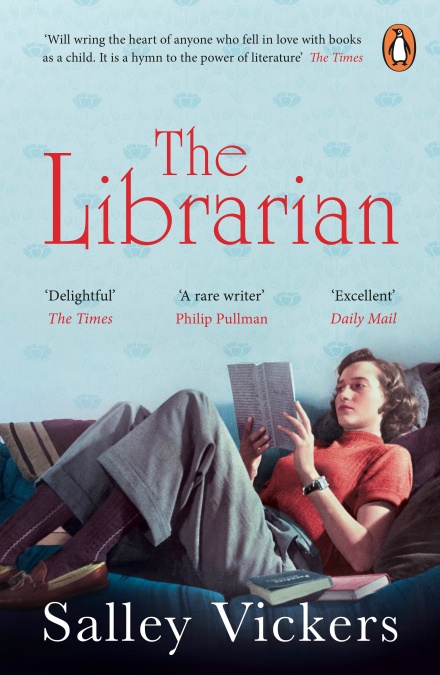 ‘Will wring the heart of anyone who fell in love with books
as a child. It is a hymn to the power of literature’ The Times
The
Librarian
‘Delightful’ ‘A rare writer’ ‘Excellent’
The Times Philip Pullman Daily Mail
Salley Vickers